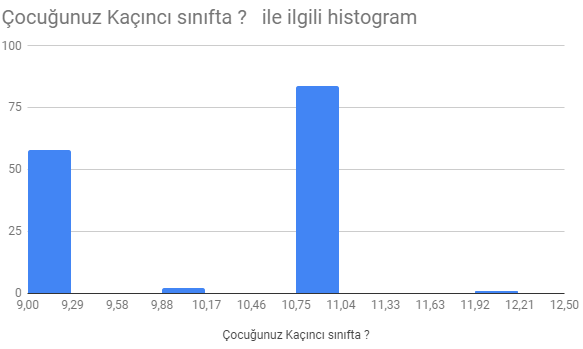 Çocuğunuz Kaçıncı sınıfta ? ile ilgili histogram
100
75
50
25
0
9,00 9,29 9,58 9,88 10,17 10,46 10,75 11,04 11,33 11,63 11,92 12,21 12,50
Çocuğunuz Kaçıncı sınıfta ?